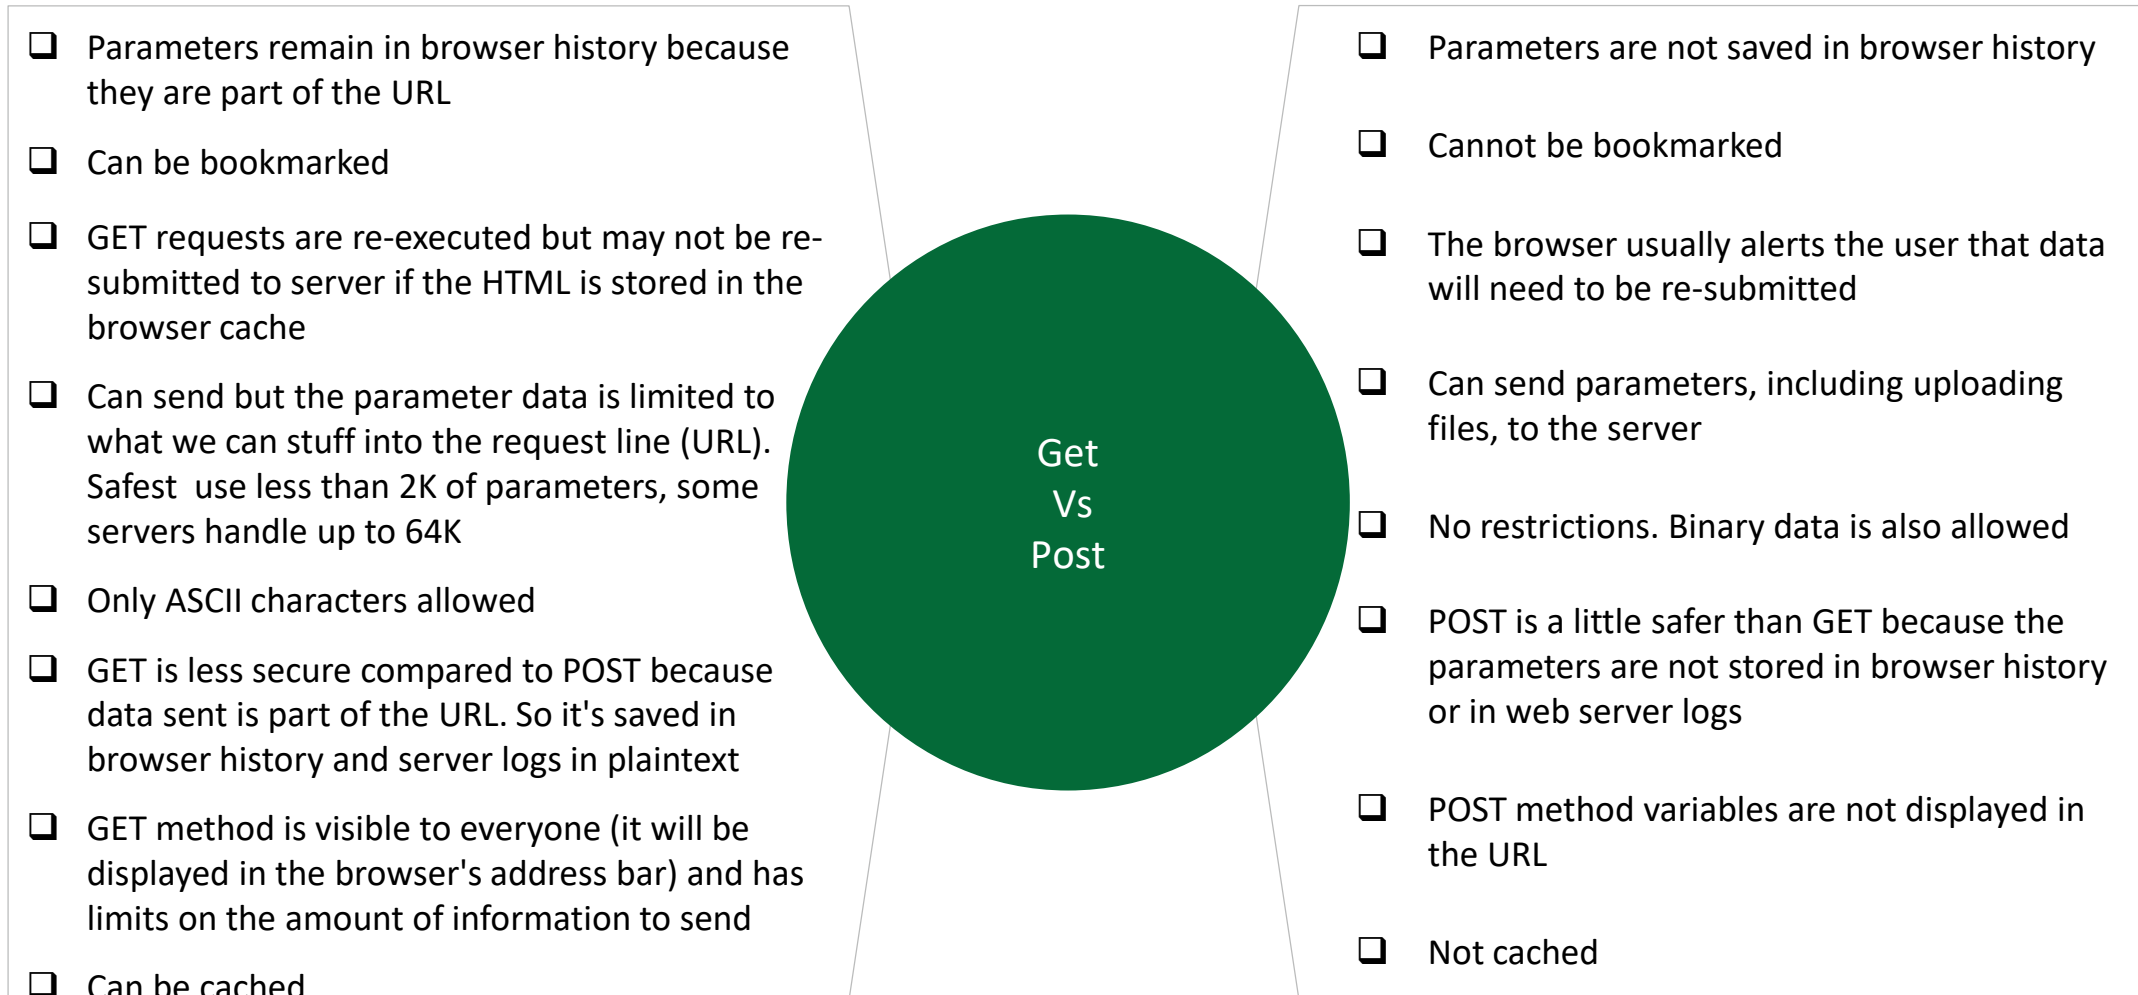 Parameters remain in browser history because
they are part of the URL
Can be bookmarked
GET requests are re-executed but may not be re-
submitted to server if the HTML is stored in the
browser cache
Can send but the parameter data is limited to
what we can stuff into the request line (URL).
Safest  use less than 2K of parameters, some
servers handle up to 64K
Only ASCII characters allowed
GET is less secure compared to POST because
data sent is part of the URL. So it's saved in
browser history and server logs in plaintext
GET method is visible to everyone (it will be
displayed in the browser's address bar) and has
limits on the amount of information to send
Can be cached
Get
Vs
Post
Parameters are not saved in browser history
Cannot be bookmarked
The browser usually alerts the user that data
will need to be re-submitted
Can send parameters, including uploading
files, to the server
No restrictions. Binary data is also allowed
POST is a little safer than GET because the
parameters are not stored in browser history
or in web server logs
POST method variables are not displayed in
the URL
Not cached